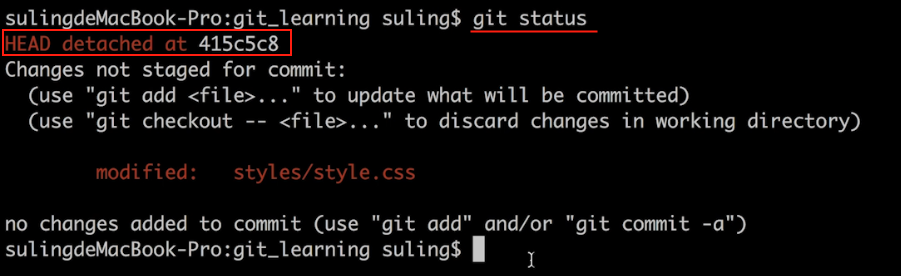 sulingdeMacBook-Pro:git_learning suling$ git status
HEAD detached at 415c5c8
Changes not staged for commit:
  (use "git add <file>..." to update what will be committed)
  (use "git checkout -- <file>..." to discard changes in working directory)
        modified:   styles/style.css
no changes added to commit (use "git add" and/or "git commit -a")
sulingdeMacBook-Pro:git_learning suling$